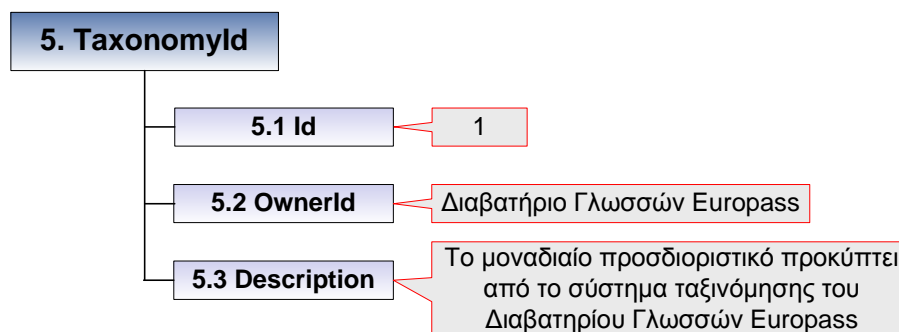 5. TaxonomyId
5.1 Id
1
5.2 OwnerId
Διαβατήριο Γλωσσών Europass
5.3 Description
Το μοναδιαίο προσδιοριστικό προκύπτει
από το σύστημα ταξινόμησης του
Διαβατηρίου Γλωσσών Europass